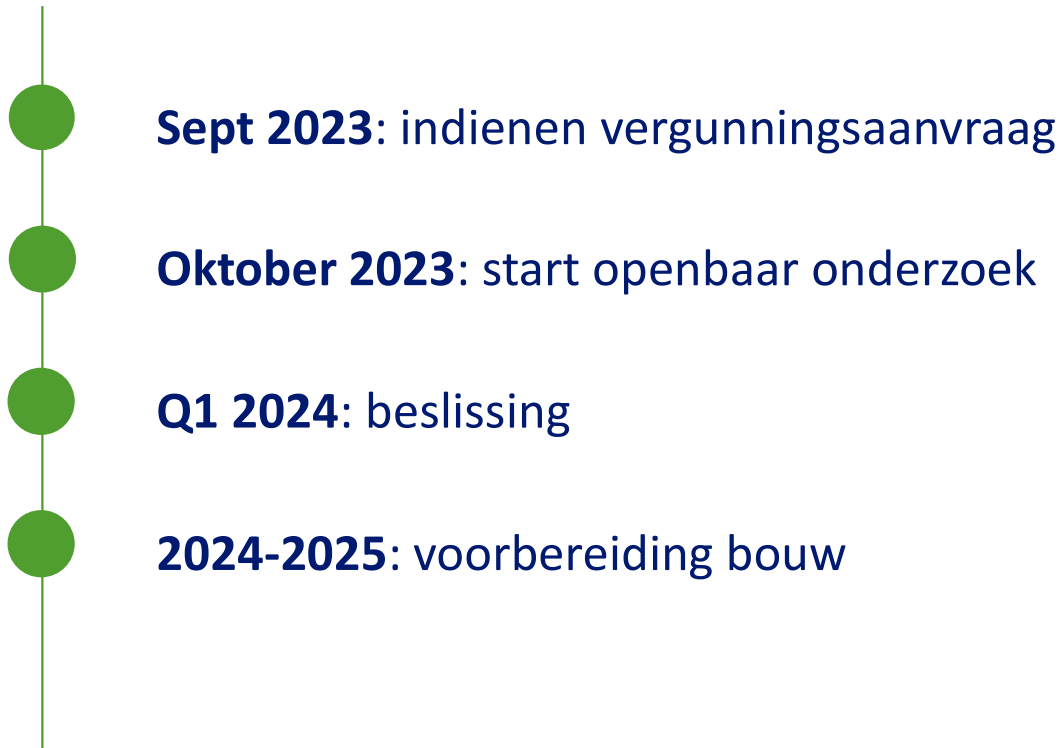 Sept 2023: indienen vergunningsaanvraag
Oktober 2023: start openbaar onderzoek
Q1 2024: beslissing
2024-2025: voorbereiding bouw